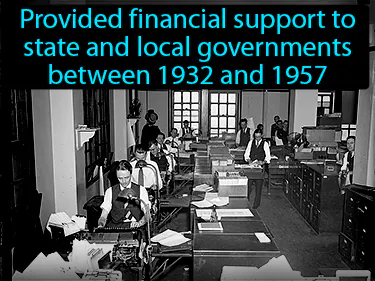 Provided financial support to
state and local governments
between 1932 and 1957